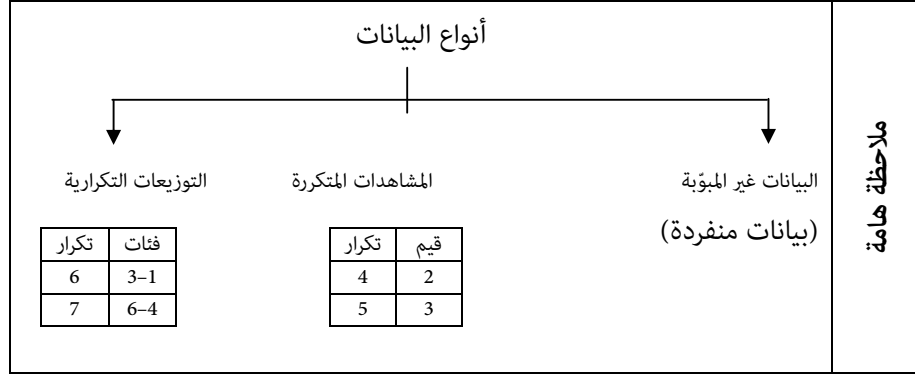 ملاحظة هامة
أنواع البيانات
البيانات غير المبوّبة
(بيانات منفردة)
المشاهدات المتكررة
قيم تكرار
2 4
3 5
التوزيعات التكرارية
فئات تكرار
1–3 6
4–6 7